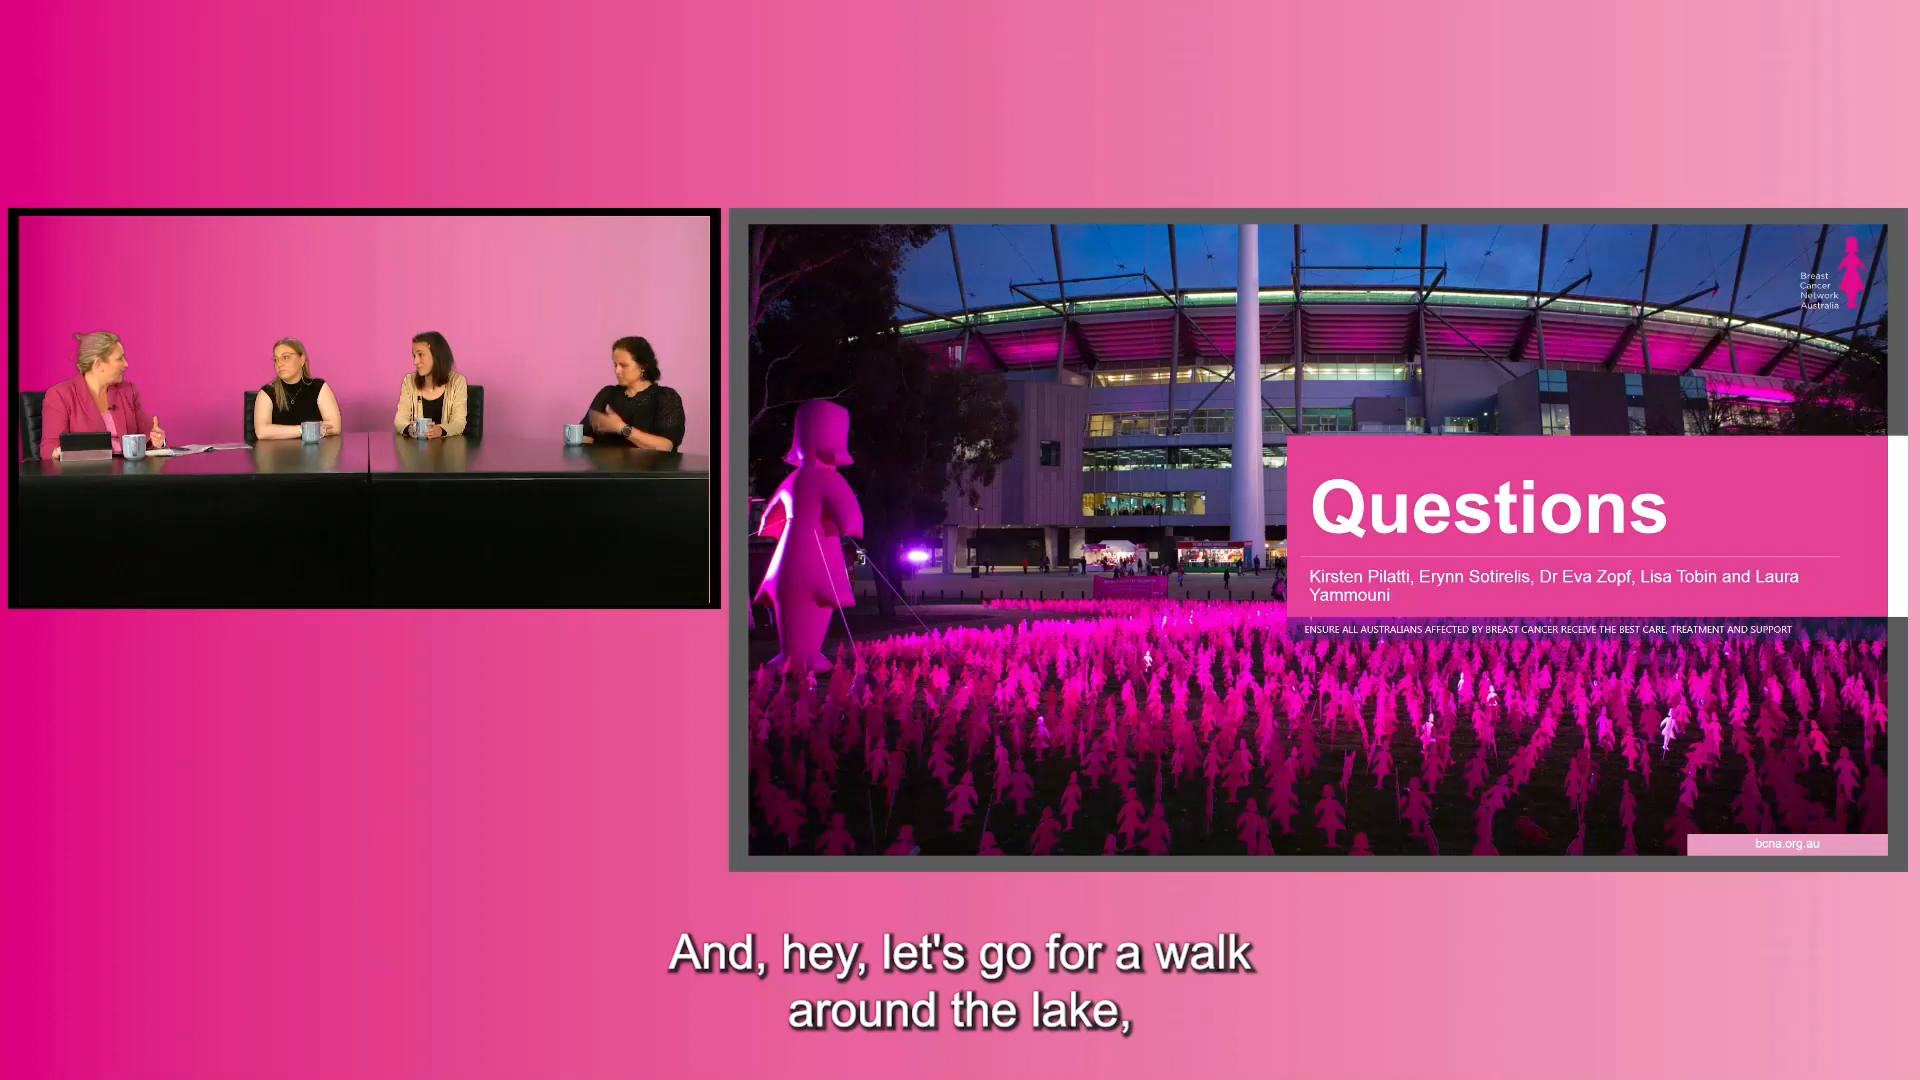 Breast
Cancer
Network
Australia
Questions
Kirsten Pilatti, Erynn Sotirelis, Dr Eva Zopf, Lisa Tobin and Laura
Yammouni
ENSURE ALL AUSTRALIANS AFFECTED BY BREAST CANCER RECEIVE THE BEST CARE, TREATMENT AND SUPPORT
bcna.org.au
And, hey, let's go for a walk
around the lake,